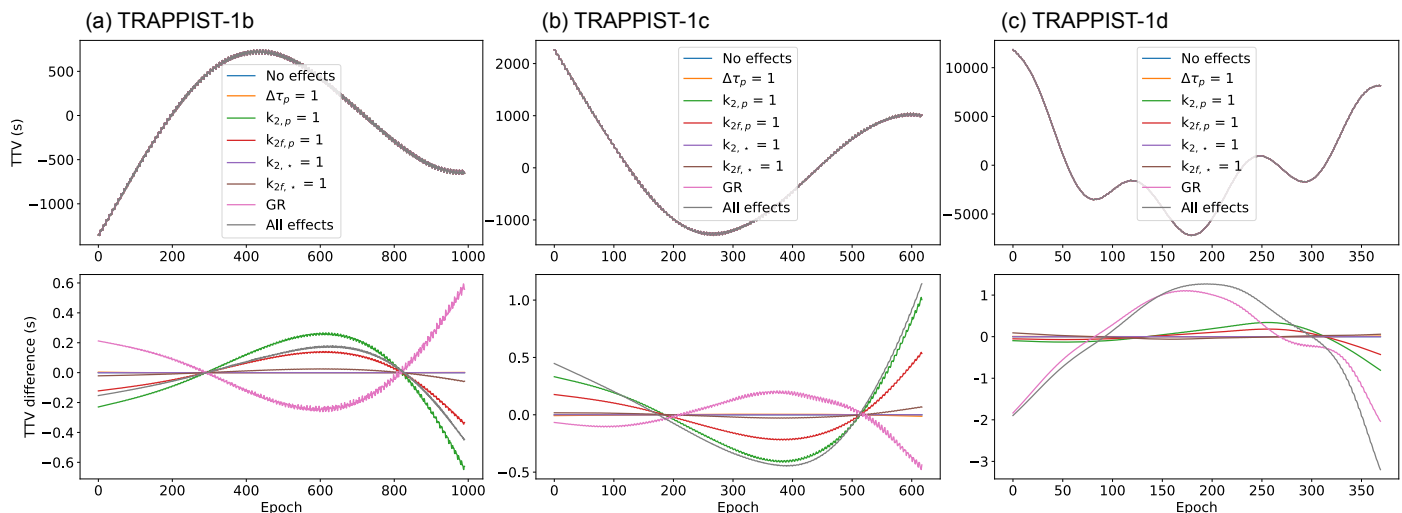 (a) TRAPPIST-1b
(b) TRAPPIST-1c
(c) TRAPPIST-1d
TTV (s)
500
0
−500
−1000
0 200 400 600 800 1000
No effects
Δτp = 1
k2,p = 1
k2f,p = 1
k2,⋆ = 1
k2f,⋆ = 1
GR
All effects
2000
1000
0
−1000
0 100 200 300 400 500 600
No effects
Δτp = 1
k2,p = 1
k2f,p = 1
k2,⋆ = 1
k2f,⋆ = 1
GR
All effects
10000
5000
0
−5000
0 50 100 150 200 250 300 350
No effects
Δτp = 1
k2,p = 1
k2f,p = 1
k2,⋆ = 1
k2f,⋆ = 1
GR
All effects
TTV difference (s)
0.6
0.4
0.2
0.0
−0.2
−0.4
−0.6
0 200 400 600 800 1000
Epoch
1.0
0.5
0.0
−0.5
0 100 200 300 400 500 600
Epoch
1
0
−1
−2
−3
0 50 100 150 200 250 300 350
Epoch